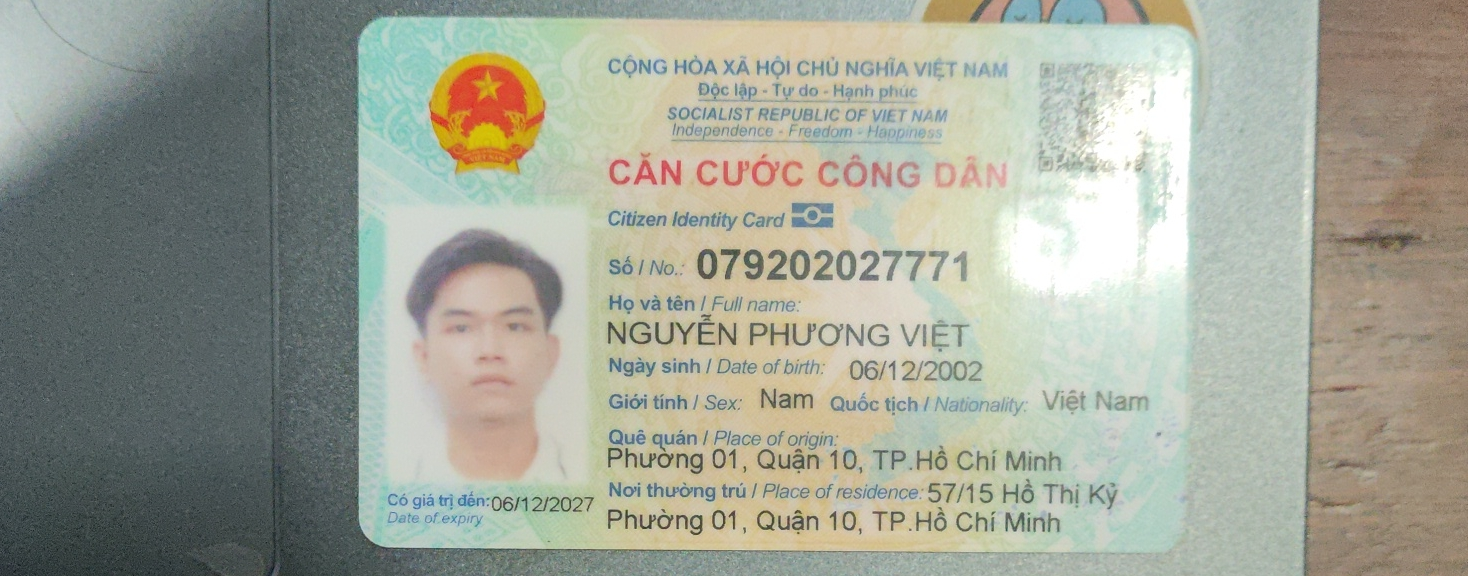 CỘNG HÒA XÃ HỘI CHỦ NGHĨA VIỆT NAM
Độc lập - Tự do - Hạnh phúc
SOCIALIST REPUBLIC OF VIET NAM
Independence - Freedom - Happiness
CĂN CƯỚC CÔNG DÂN
Citizen Identity Card
Số / No.: 079202027771
Họ và tên / Full name:
NGUYỄN PHƯƠNG VIỆT
Ngày sinh / Date of birth: 06/12/2002
Giới tính / Sex: Nam Quốc tịch / Nationality: Việt Nam
Quê quán / Place of origin:
Phường 01, Quận 10, TP.Hồ Chí Minh
Nơi thường trú / Place of residence: 57/15 Hồ Thị Kỷ
Phường 01, Quận 10, TP.Hồ Chí Minh
Có giá trị đến: 06/12/2027
Date of expiry
VIỆT NAM